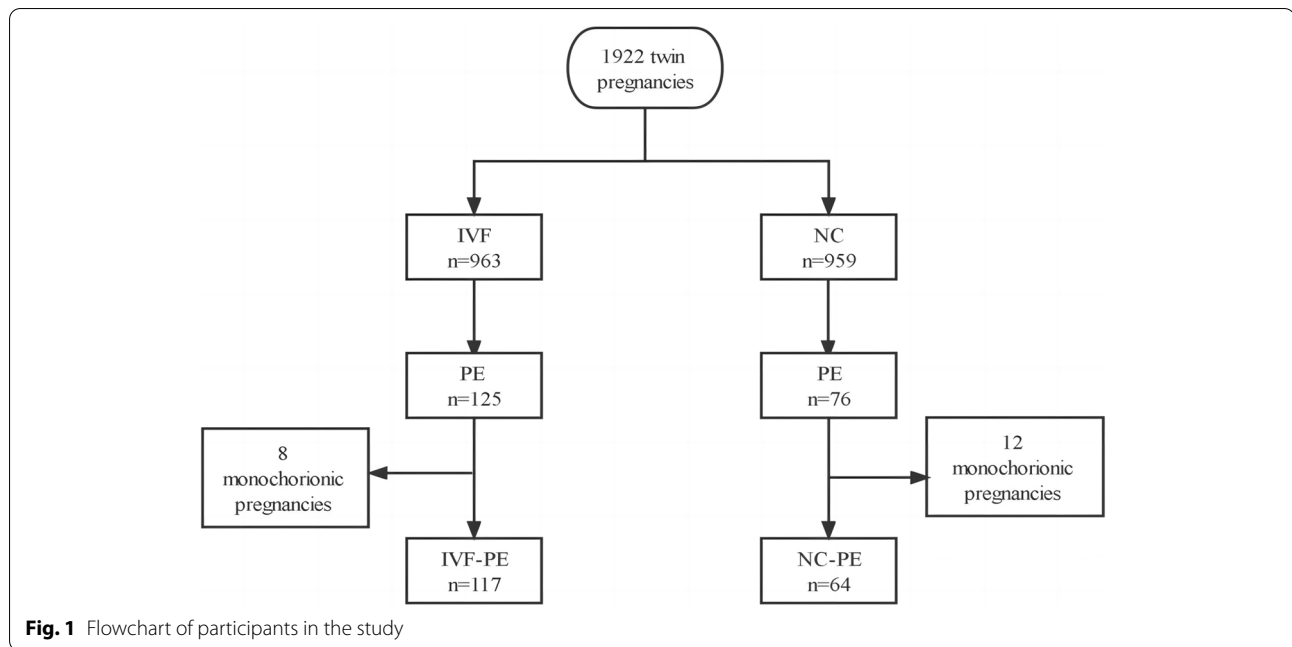 1922 twin
pregnancies
IVF
n=963
NC
n=959
PE
n=125
PE
n=76
8
monochorionic
pregnancies
12
monochorionic
pregnancies
IVF-PE
n=117
NC-PE
n=64
Fig. 1 Flowchart of participants in the study